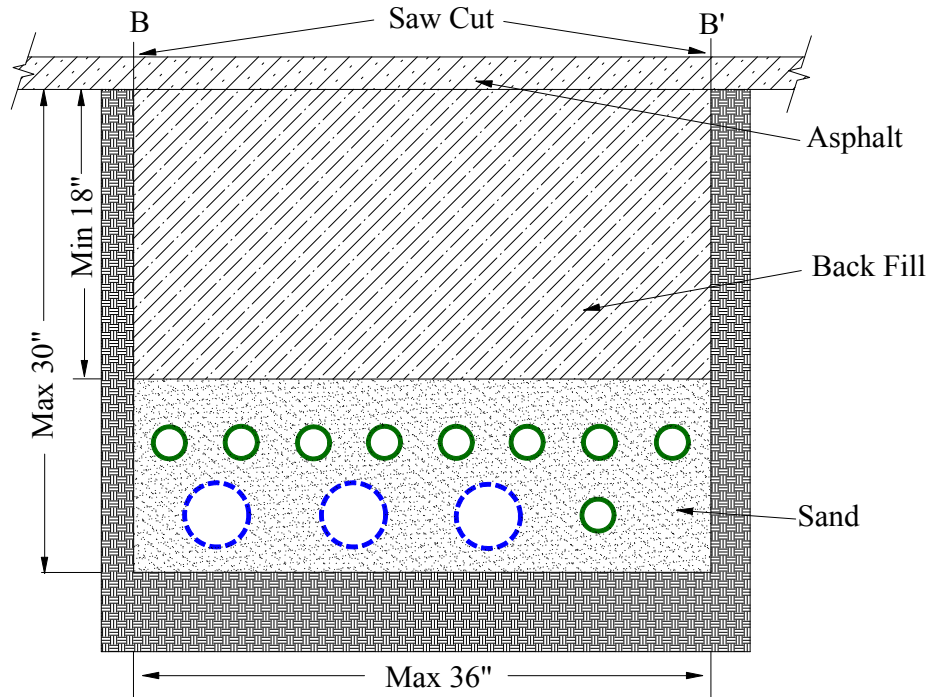 B
Saw Cut
B'
Asphalt
Min 18"
Back Fill
Max 30"
Sand
Max 36"